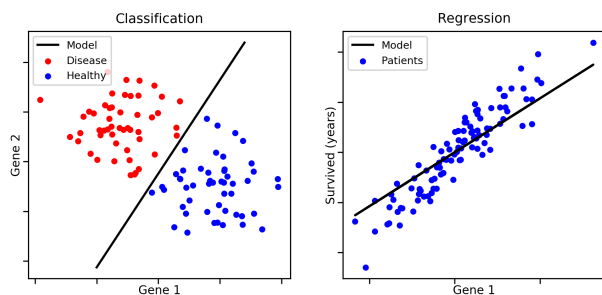 Classification
Model
Disease
Healthy
Gene 2
Gene 1
Regression
Model
Patients
Survived (years)
Gene 1